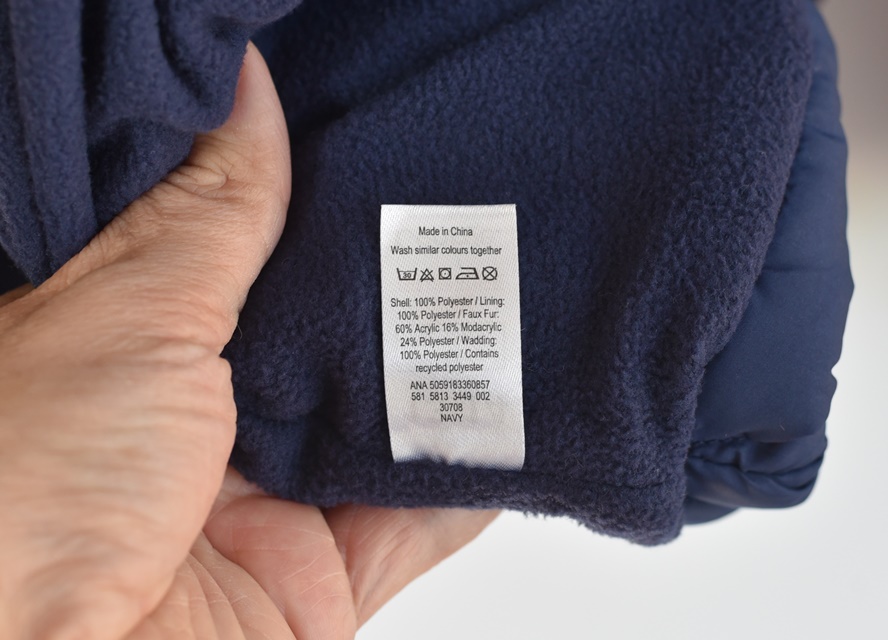 Made in China
Wash similar colours together
30
Shell: 100% Polyester / Lining:
100% Polyester / Faux Fur:
60% Acrylic 16% Modacrylic
24% Polyester / Wadding:
100% Polyester / Contains
recycled polyester
ANA 5059183360857
581 5813 3449 002
30708
NAVY